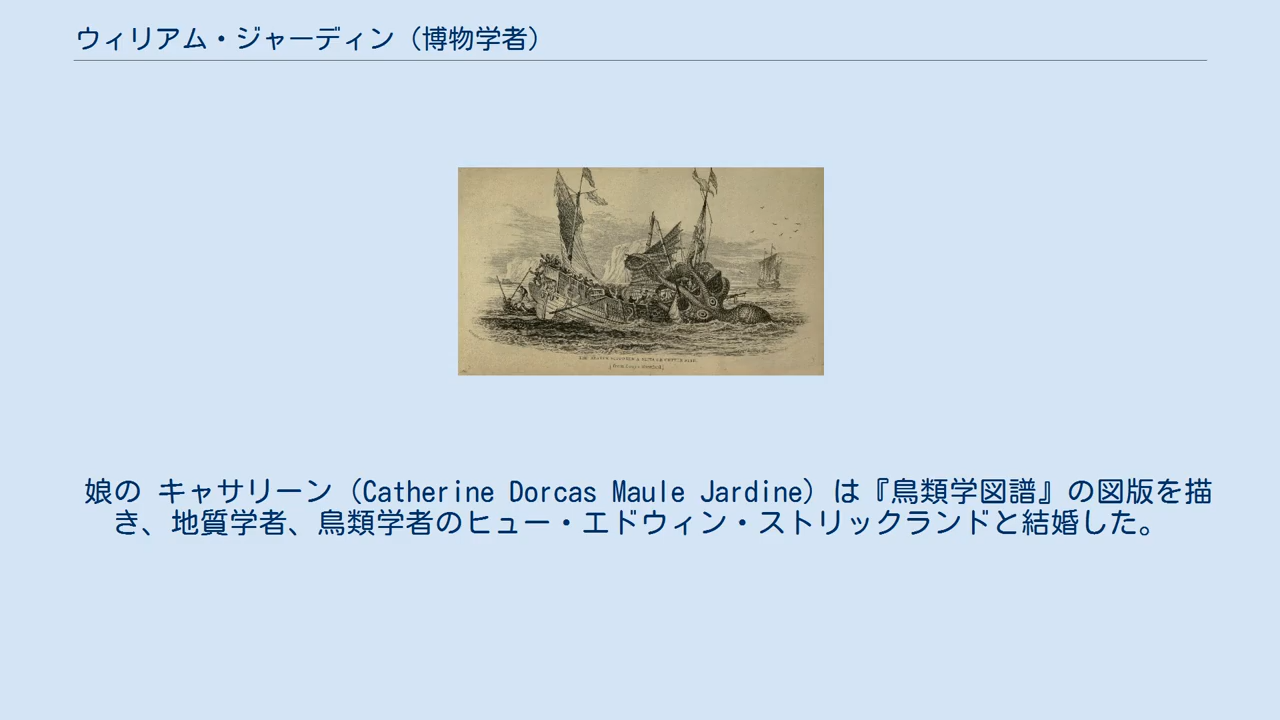 ウィリアム・ジャーディン（博物学者）
娘の キャサリーン（Catherine Dorcas Maule Jardine）は『鳥類学図譜』の図版を描
き、地質学者、鳥類学者のヒュー・エドウィン・ストリックランドと結婚した。